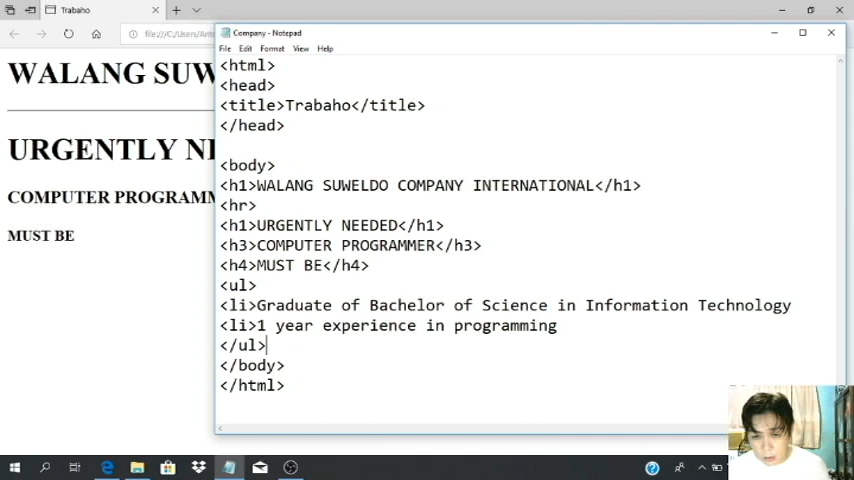 Trabaho
file:///C:/Users/Ant
WALANG SUW
URGENTLY N
COMPUTER PROGRAMM
MUST BE
Company - Notepad
File Edit Format View Help
<html>
<head>
<title>Trabaho</title>
</head>
<body>
<h1>WALANG SUWELDO COMPANY INTERNATIONAL</h1>
<hr>
<h1>URGENTLY NEEDED</h1>
<h3>COMPUTER PROGRAMMER</h3>
<h4>MUST BE</h4>
<ul>
<li>Graduate of Bachelor of Science in Information Technology
<li>1 year experience in programming
</ul>
</body>
</html>